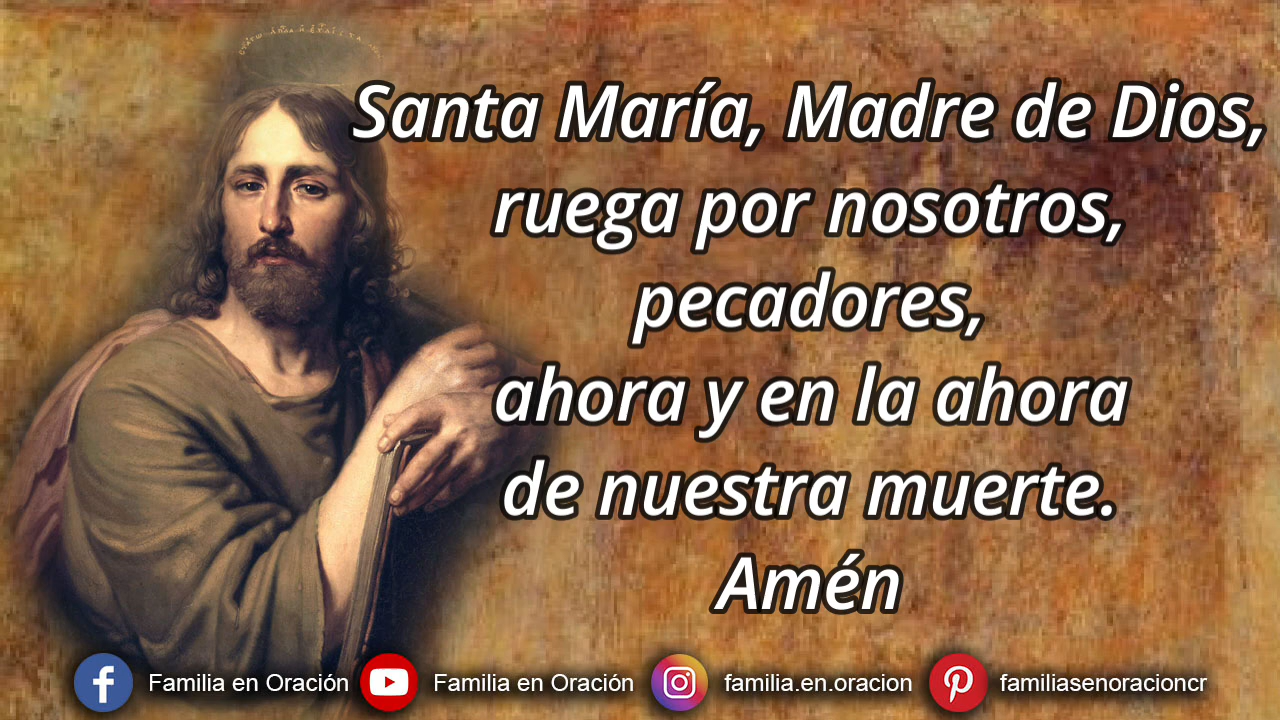 Santa María, Madre de Dios,
ruega por nosotros,
pecadores,
ahora y en la ahora
de nuestra muerte.
Amén
Familia en Oración
Familia en Oración
familia.en.oracion
familiasenoracioncr